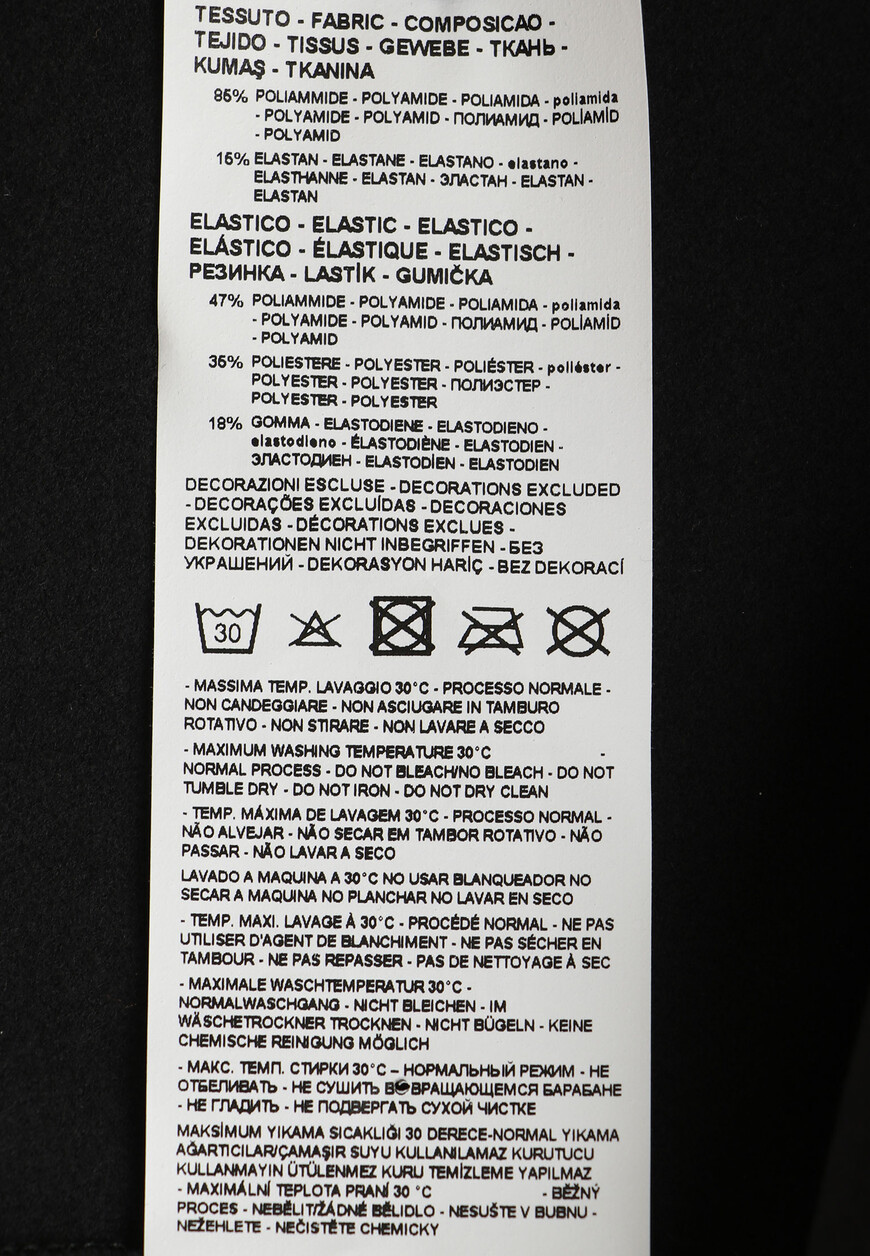 TESSUTO - FABRIC - COMPOSICAO -
TEJIDO - TISSUS - GEWEBE - ТКАНЬ -
KUMAŞ - TKANINA
85% POLIAMMIDE - POLYAMIDE - POLIAMIDA - poliamida
- POLYAMIDE - POLYAMID - ПОЛИАМИД - POLİAMİD
- POLYAMID
15% ELASTAN - ELASTANE - ELASTANO - elastano -
ELASTHANNE - ELASTAN - ЭЛАСТАН - ELASTAN -
ELASTAN
ELASTICO - ELASTIC - ELASTICO -
ELÁSTICO - ÉLASTIQUE - ELASTISCH -
РЕЗИНКА - LASTİK - GUMIČKA
47% POLIAMMIDE - POLYAMIDE - POLIAMIDA - poliamida
- POLYAMIDE - POLYAMID - ПОЛИАМИД - POLİAMİD
- POLYAMID
35% POLIESTERE - POLYESTER - POLIÉSTER - poliéster -
POLYESTER - POLYESTER - ПОЛИЭСТЕР -
POLYESTER - POLYESTER
18% GOMMA - ELASTODIENE - ELASTODIENO -
elastodieno - ÉLASTODIÈNE - ELASTODIEN -
ЭЛАСТОДИЕН - ELASTODİEN - ELASTODIEN
DECORAZIONI ESCLUSE - DECORATIONS EXCLUDED
- DECORAÇÕES EXCLUÍDAS - DECORACIONES
EXCLUIDAS - DÉCORATIONS EXCLUES -
DEKORATIONEN NICHT INBEGRIFFEN - БЕЗ
УКРАШЕНИЙ - DEKORASYON HARİÇ - BEZ DEKORACÍ
30
- MASSIMA TEMP. LAVAGGIO 30°C - PROCESSO NORMALE -
NON CANDEGGIARE - NON ASCIUGARE IN TAMBURO
ROTATIVO - NON STIRARE - NON LAVARE A SECCO
- MAXIMUM WASHING TEMPERATURE 30°C -
NORMAL PROCESS - DO NOT BLEACH/NO BLEACH - DO NOT
TUMBLE DRY - DO NOT IRON - DO NOT DRY CLEAN
- TEMP. MÁXIMA DE LAVAGEM 30°C - PROCESSO NORMAL -
NÃO ALVEJAR - NÃO SECAR EM TAMBOR ROTATIVO - NÃO
PASSAR - NÃO LAVAR A SECO
LAVADO A MAQUINA A 30°C NO USAR BLANQUEADOR NO
SECAR A MAQUINA NO PLANCHAR NO LAVAR EN SECO
- TEMP. MAXI. LAVAGE À 30°C - PROCÉDÉ NORMAL - NE PAS
UTILISER D'AGENT DE BLANCHIMENT - NE PAS SÉCHER EN
TAMBOUR - NE PAS REPASSER - PAS DE NETTOYAGE À SEC
- MAXIMALE WASCHTEMPERATUR 30°C -
NORMALWASCHGANG - NICHT BLEICHEN - IM
WÄSCHETROCKNER TROCKNEN - NICHT BÜGELN - KEINE
CHEMISCHE REINIGUNG MÖGLICH
- МАКС. ТЕМП. СТИРКИ 30°C – НОРМАЛЬНЫЙ РЕЖИМ - НЕ
ОТБЕЛИВАТЬ - НЕ СУШИТЬ В ВРАЩАЮЩЕМСЯ БАРАБАНЕ
- НЕ ГЛАДИТЬ - НЕ ПОДВЕРГАТЬ СУХОЙ ЧИСТКЕ
MAKSİMUM YIKAMA SICAKLIĞI 30 DERECE-NORMAL YIKAMA
AĞARTICILAR/ÇAMAŞIR SUYU KULLANILAMAZ KURUTUCU
KULLANMAYIN ÜTÜLENMEZ KURU TEMİZLEME YAPILMAZ
- MAXIMÁLNÍ TEPLOTA PRANÍ 30 °C - BĚŽNÝ
PROCES - NEBĚLIT/ŽÁDNÉ BĚLIDLO - NESUŠTE V BUBNU -
NEŽEHLETE - NEČISTĚTE CHEMICKY